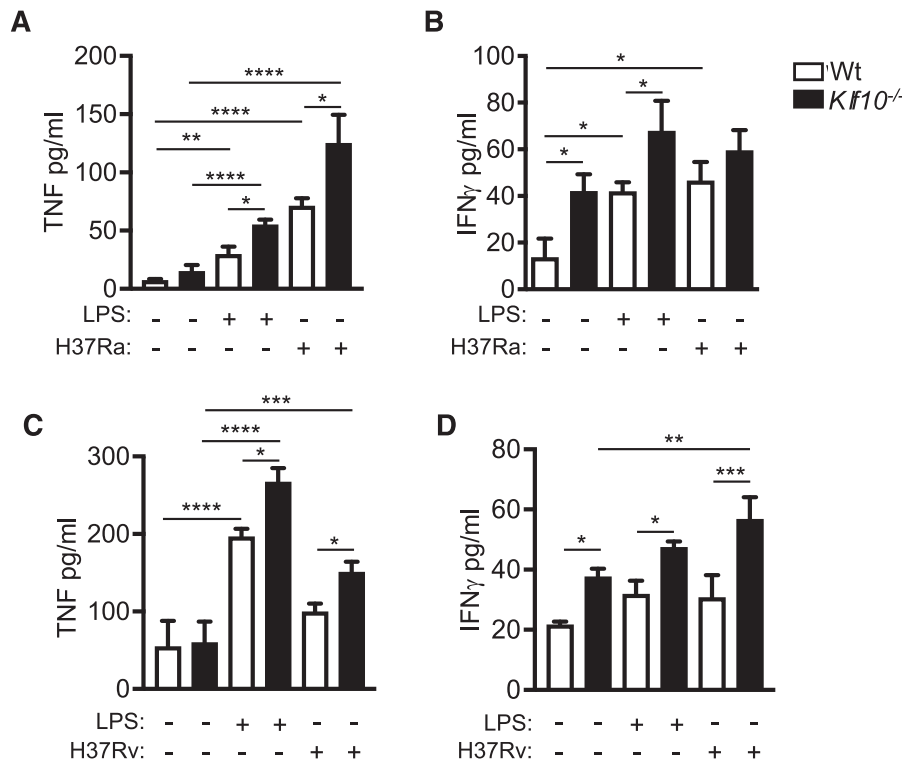 A
200
150
100
50
0
TNF pg/ml
****
****
*
**
****
*
LPS: - - + + - -
H37Ra: - - - - + +
B
100
80
60
40
20
0
IFNγ pg/ml
*
*
*
*
LPS: - - + + - -
H37Ra: - - - - + +
Wt
Klf10-/-
C
300
200
100
0
TNF pg/ml
***
****
*
****
*
LPS: - - + + - -
H37Rv: - - - - + +
D
80
60
40
20
0
IFNγ pg/ml
**
***
*
*
LPS: - - + + - -
H37Rv: - - - - + +